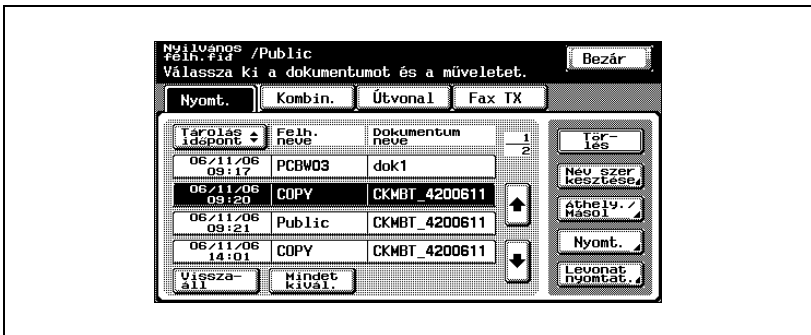 Nyilvános /Public
felh.fió
Válassza ki a dokumentumot és a műveletet.
Bezár
Nyomt.
Kombin.
Útvonal
Fax TX
Tárolás
időpont
Felh.
neve
Dokumentum
neve
1
2
06/11/06
09:17
PCBW03
dok1
06/11/06
09:20
COPY
CKMBT_4200611
06/11/06
09:21
Public
CKMBT_4200611
06/11/06
14:01
COPY
CKMBT_4200611
Vissza-
áll
Mindet
kivál.
Tör-
lés
Név szer
kesztése
Áthely./
Másol
Nyomt.
Levonat
nyomtat.